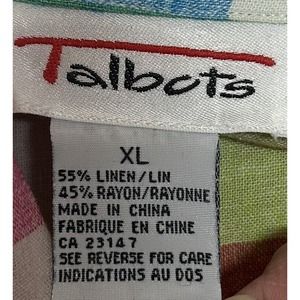 Talbots
XL
55% LINEN/LIN
45% RAYON/RAYONNE
MADE IN CHINA
FABRIQUE EN CHINE
CA 23147
SEE REVERSE FOR CARE
INDICATIONS AU DOS